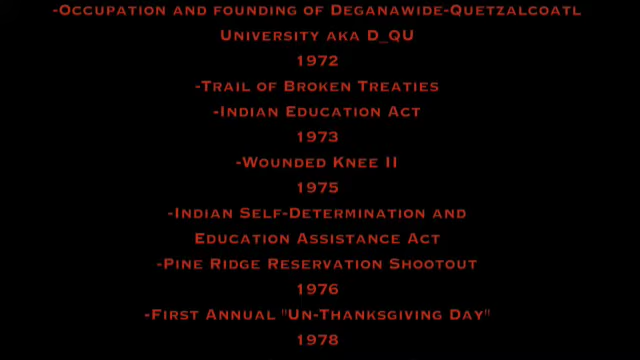 -Occupation and founding of Deganawide-Quetzalcoatl
University aka D_QU
1972
-Trail of Broken Treaties
-Indian Education Act
1973
-Wounded Knee II
1975
-Indian Self-Determination and
Education Assistance Act
-Pine Ridge Reservation Shootout
1976
-First Annual "Un-Thanksgiving Day"
1978